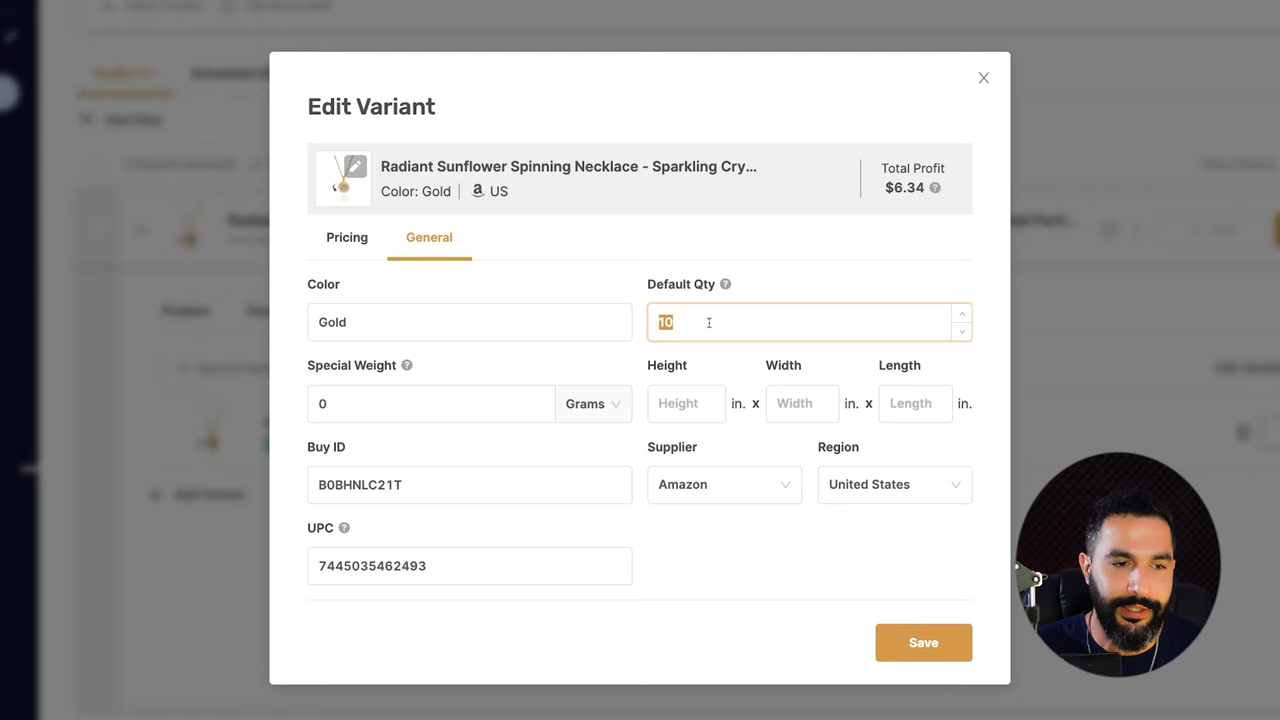 Edit Variant
Radiant Sunflower Spinning Necklace - Sparkling Cry...
Color: Gold
US
Total Profit
$6.34
Pricing
General
Color
Default Qty
Gold
10
Special Weight
Height
Width
Length
0
Grams
Height
in. x
Width
in. x
Length
in.
Buy ID
Supplier
Region
B0BHNLC21T
Amazon
United States
UPC
7445035462493
Save